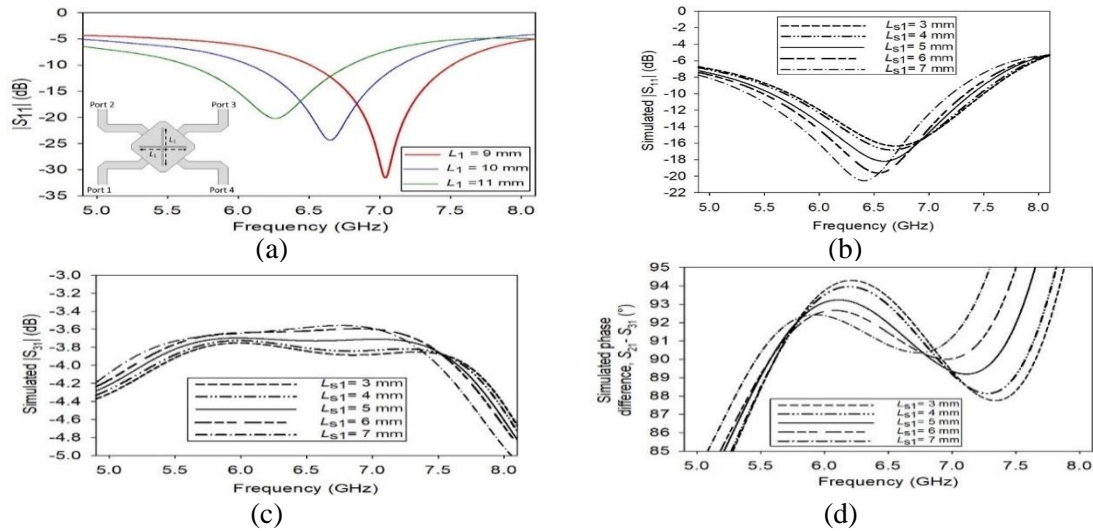 0
-5
-10
-15
-20
-25
-30
-35
|S11| (dB)
Port 2
Port 3
L1
L1
Port 1
Port 4
L1 = 9 mm
L1 = 10 mm
L1 =11 mm
5.0 5.5 6.0 6.5 7.0 7.5 8.0
Frequency (GHz)
(a)
0
-2
-4
-6
-8
-10
-12
-14
-16
-18
-20
-22
Simulated |S11| (dB)
Ls1= 3 mm
Ls1= 4 mm
Ls1= 5 mm
Ls1= 6 mm
Ls1= 7 mm
5.0 5.5 6.0 6.5 7.0 7.5 8.0
Frequency (GHz)
(b)
-3.0
-3.2
-3.4
-3.6
-3.8
-4.0
-4.2
-4.4
-4.6
-4.8
-5.0
Simulated |S31| (dB)
Ls1= 3 mm
Ls1= 4 mm
Ls1= 5 mm
Ls1= 6 mm
Ls1= 7 mm
5.0 5.5 6.0 6.5 7.0 7.5 8.0
Frequency (GHz)
(c)
95
94
93
92
91
90
89
88
87
86
85
Simulated phase
difference, S21- S31 (°)
Ls1= 3 mm
Ls1= 4 mm
Ls1= 5 mm
Ls1= 6 mm
Ls1= 7 mm
5.0 5.5 6.0 6.5 7.0 7.5 8.0
Frequency (GHz)
(d)